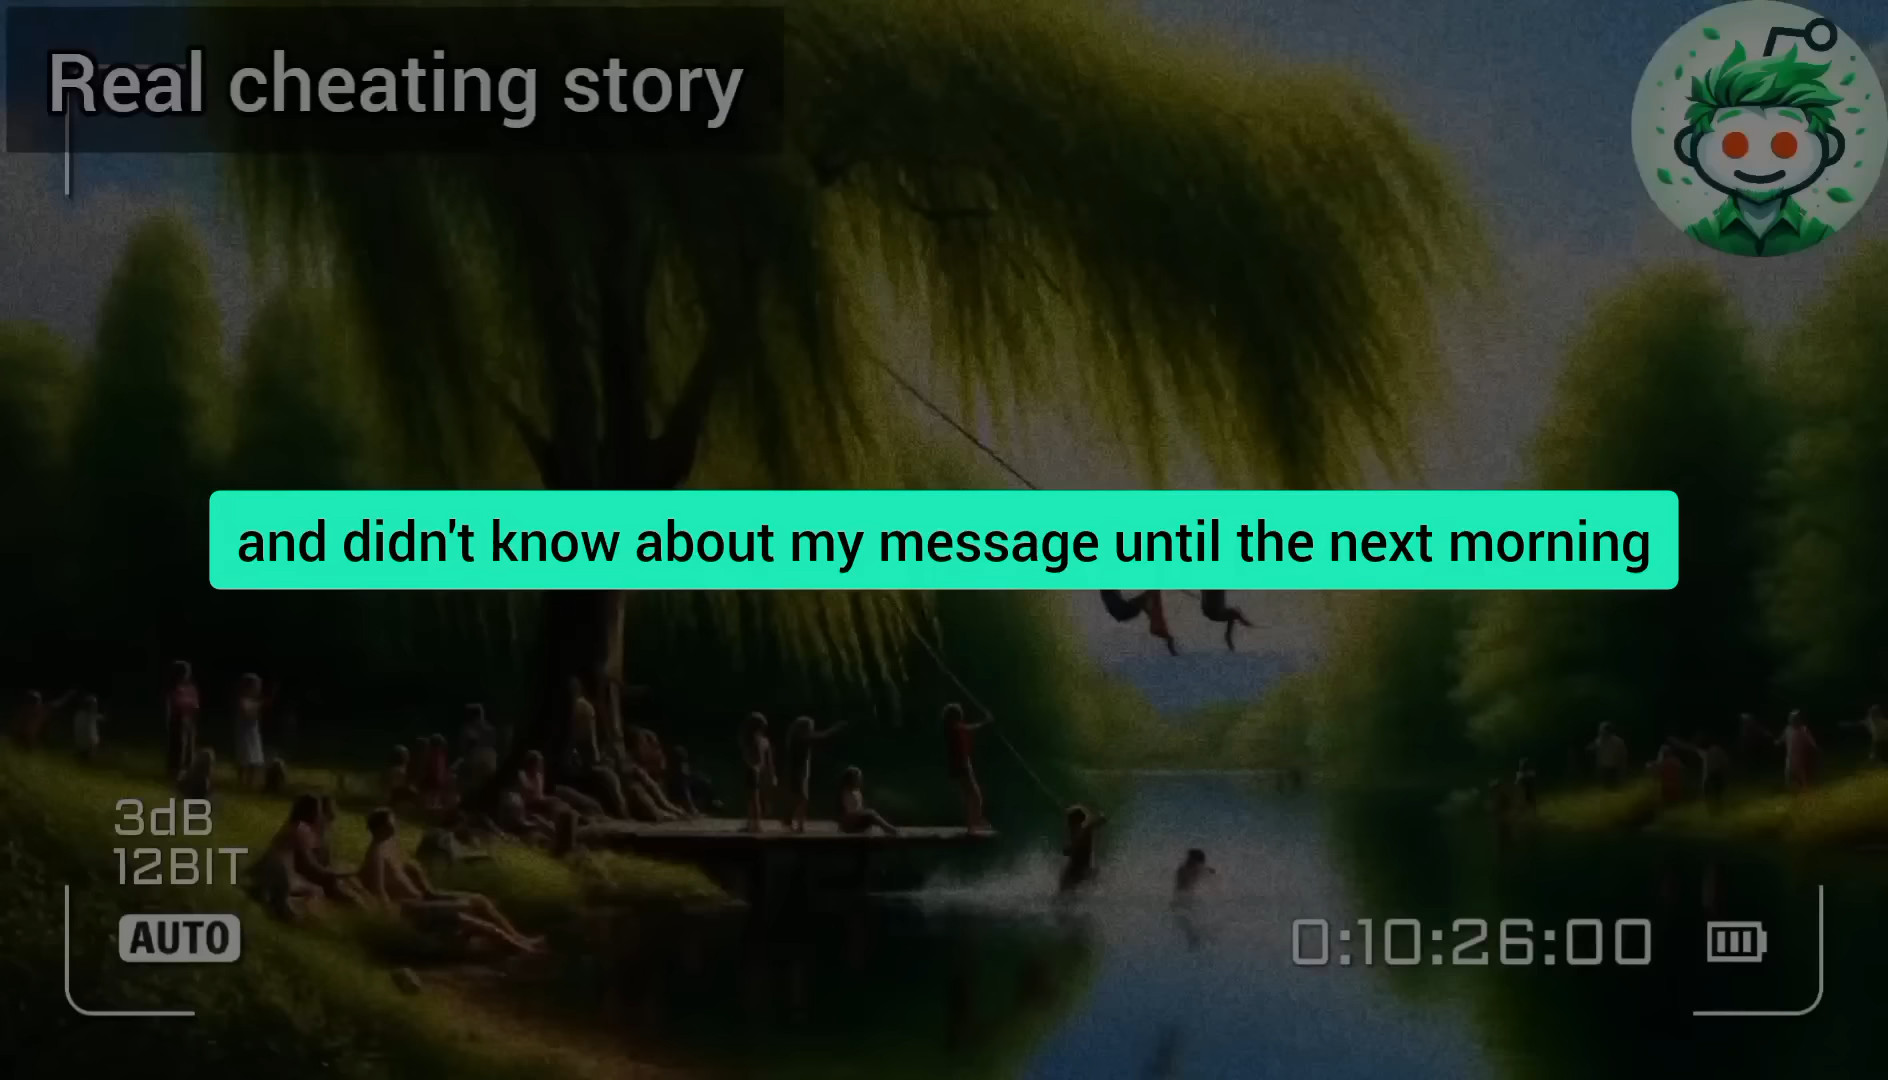 Real cheating story
and didn't know about my message until the next morning
3dB
12BIT
AUTO
0:10:26:00